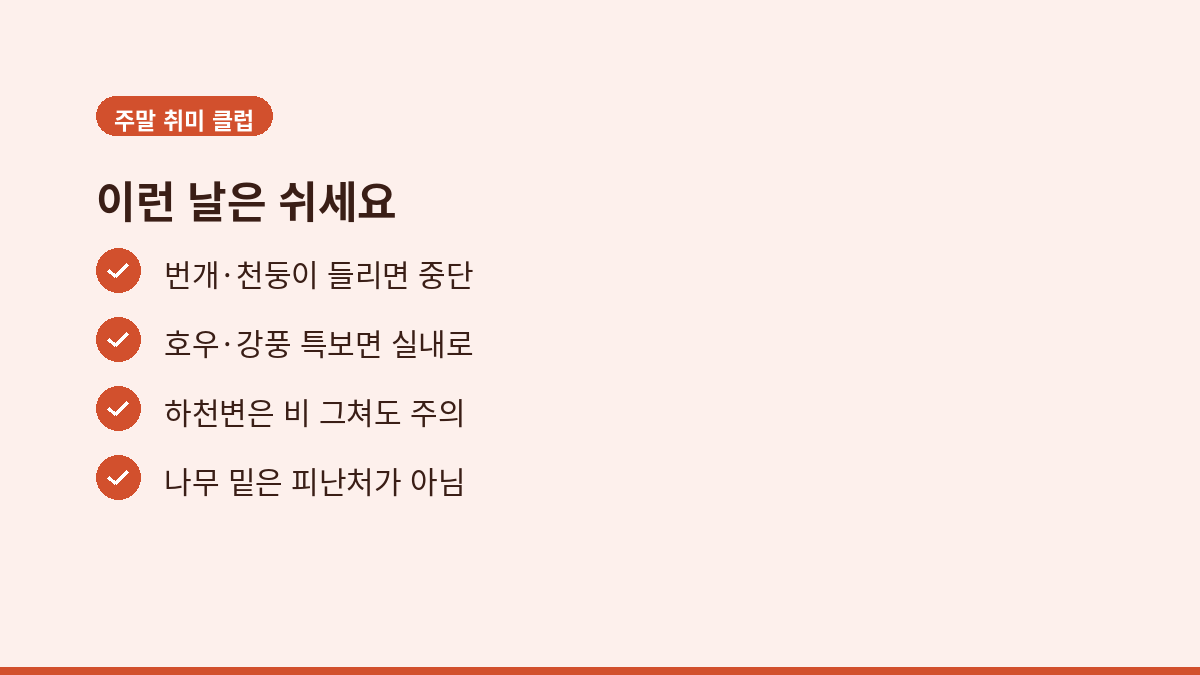 주말 취미 클럽
이런 날은 쉬세요
번개·천둥이 들리면 중단
호우·강풍 특보면 실내로
하천변은 비 그쳐도 주의
나무 밑은 피난처가 아님